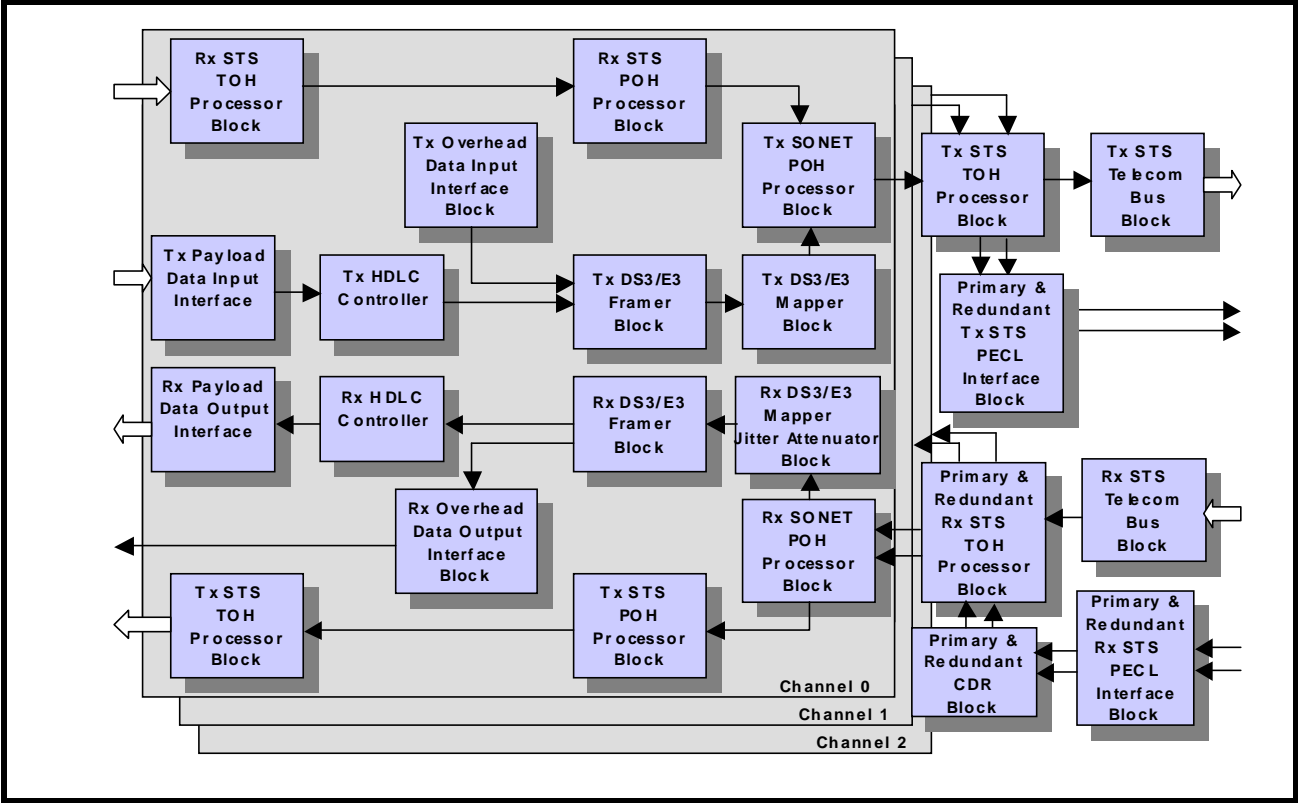 Rx STS
TOH
Processor
Block
Rx STS
POH
Processor
Block
Tx Overhead
Data Input
Interface
Block
Tx SONET
POH
Processor
Block
Tx STS
TOH
Processor
Block
Tx STS
Telecom
Bus
Block
Tx Payload
Data Input
Interface
Tx HDLC
Controller
Tx DS3/E3
Framer
Block
Tx DS3/E3
Mapper
Block
Primary &
Redundant
Tx STS
PECL
Interface
Block
Rx Payload
Data Output
Interface
Rx HDLC
Controller
Rx DS3/E3
Framer
Block
Rx DS3/E3
Mapper
Jitter Attenuator
Block
Primary &
Redundant
Rx STS
TOH
Processor
Block
Rx STS
Telecom
Bus
Block
Rx Overhead
Data Output
Interface
Block
Rx SONET
POH
Processor
Block
Tx STS
TOH
Processor
Block
Tx STS
POH
Processor
Block
Primary &
Redundant
CDR
Block
Primary &
Redundant
Rx STS
PECL
Interface
Block
Channel 0
Channel 1
Channel 2